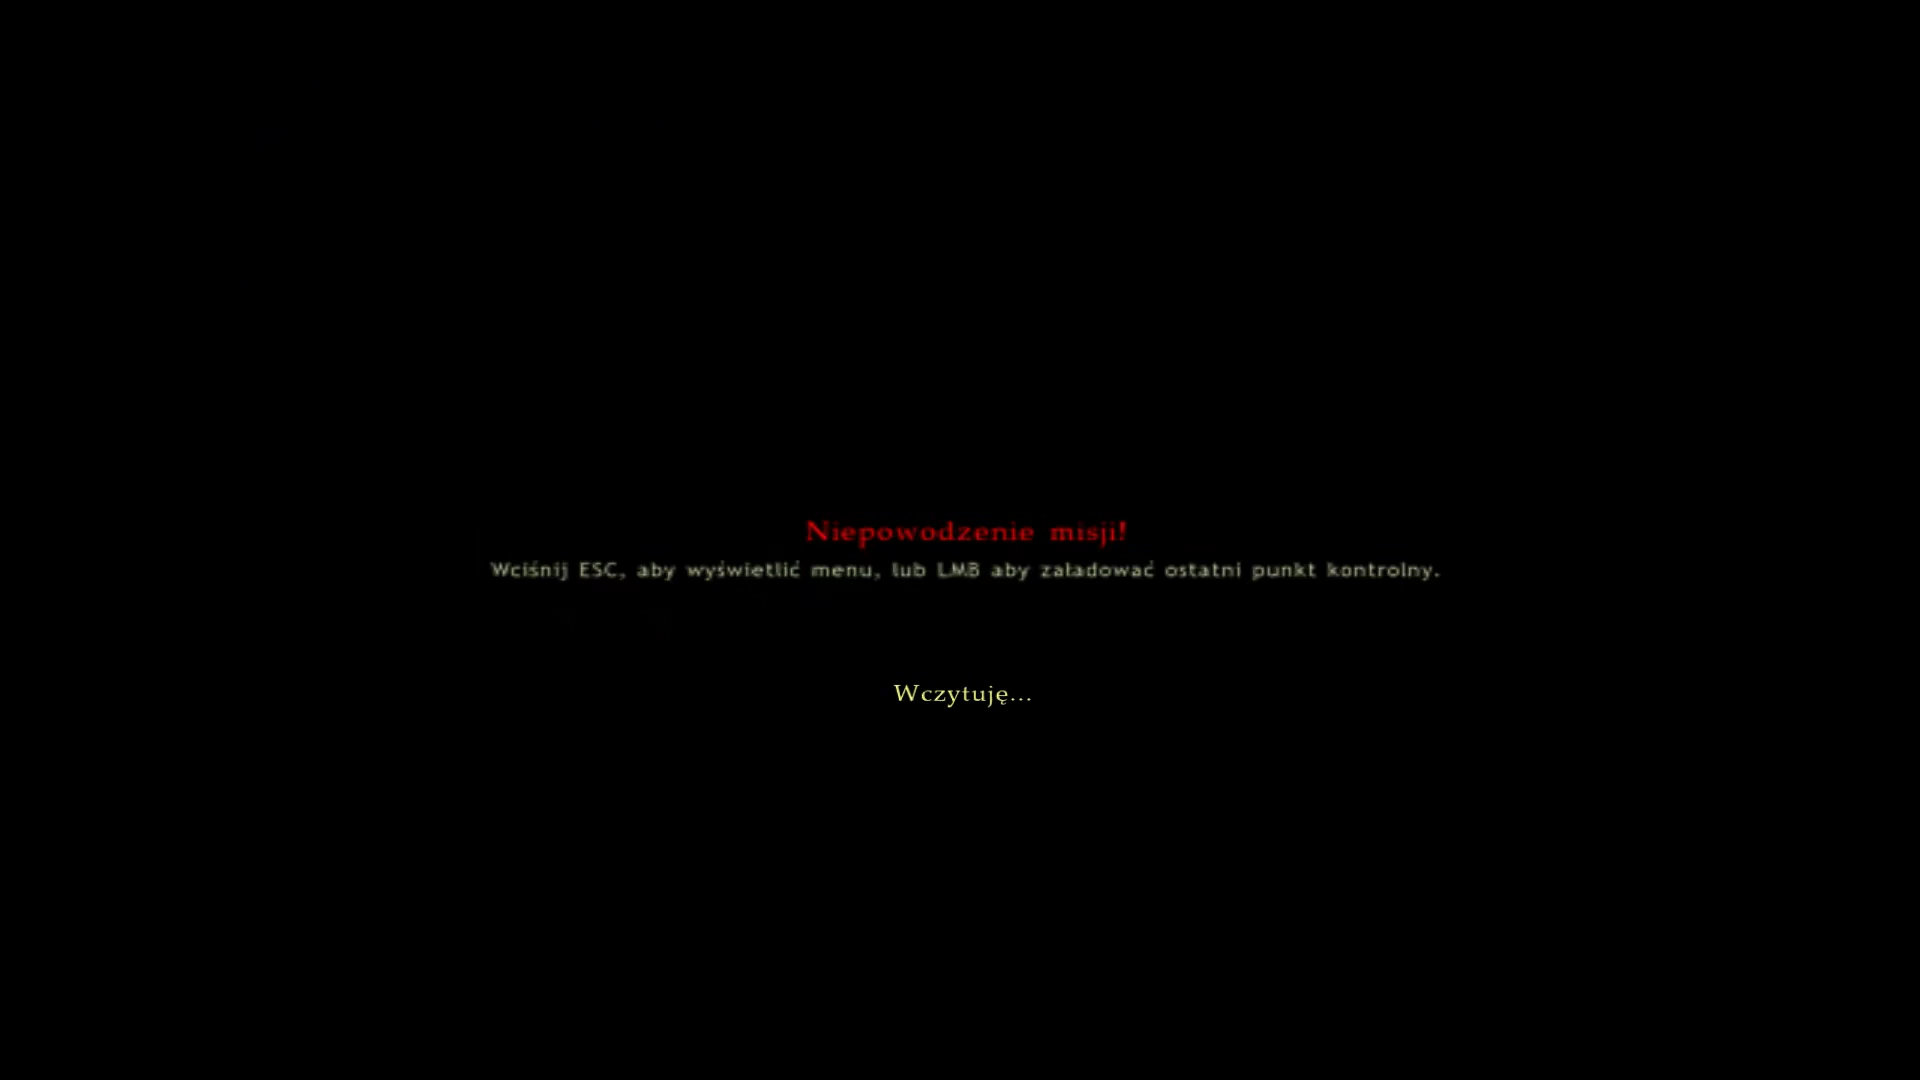 Niepowodzenie misji!
Wciśnij ESC, aby wyświetlić menu, lub LMB aby załadować ostatni punkt kontrolny.
Wczytuję...